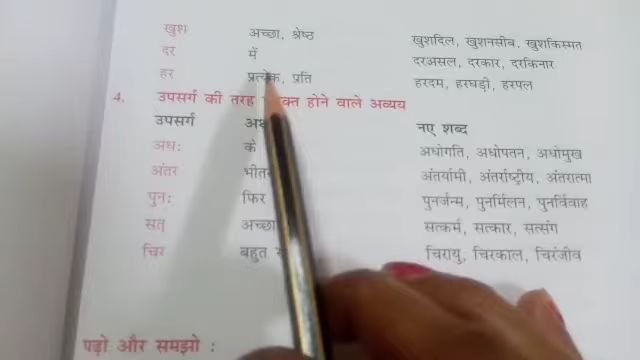 खुश अच्छा, श्रेष्ठ खुशदिल, खुशनसीब, खुशकिस्मत
दर में दरअसल, दरकार, दरकिनार
हर प्रत्येक, प्रति हरदम, हरघड़ी, हरपल
4. उपसर्ग की तरह होने वाले अव्यय
उपसर्ग नए शब्द
अध: के अधोगति, अधोपतन, अधोमुख
अंतर अंतर्यामी, अंतर्राष्ट्रीय, अंतरात्मा
पुन: फिर पुनर्जन्म, पुनर्मिलन, पुनर्विवाह
सत् अच्छा सत्कर्म, सत्कार, सत्संग
चिर बहुत चिरायु, चिरकाल, चिरंजीव
पढ़ो और समझो :